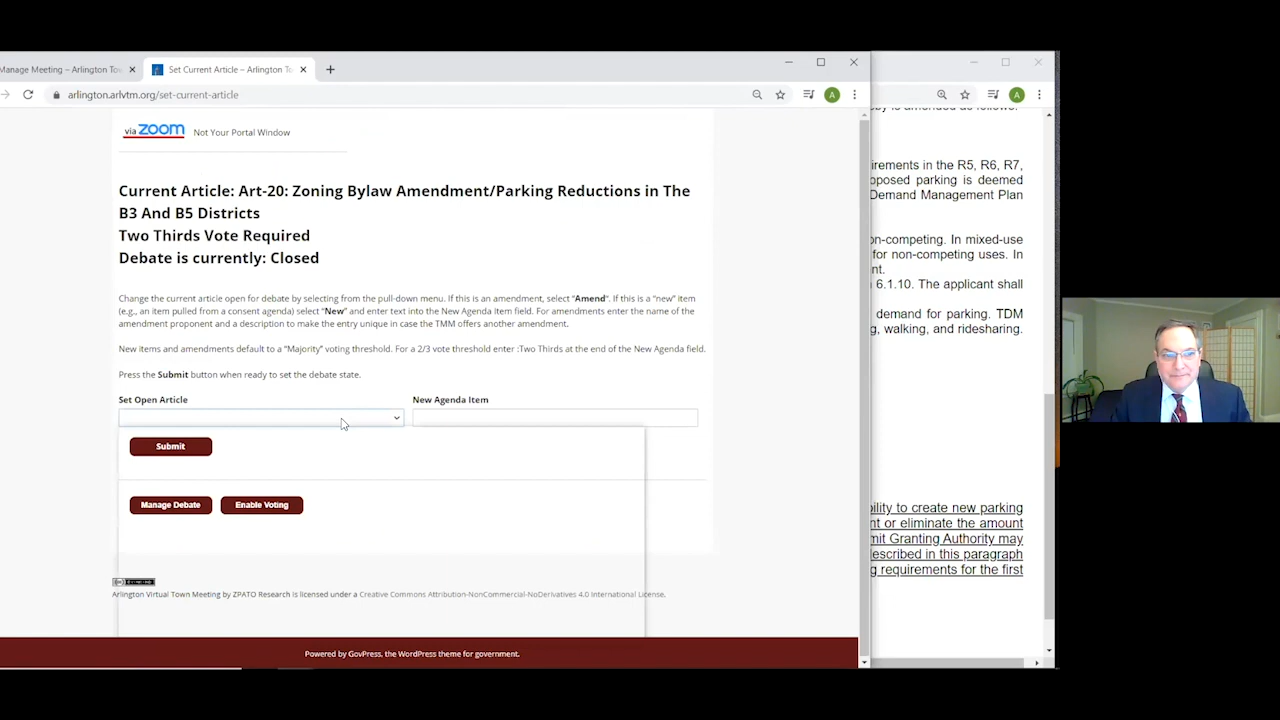 Manage Meeting – Arlington Tow
Set Current Article – Arlington To
arlington.arlvtm.org/set-current-article
A
A
via zoom Not Your Portal Window
Current Article: Art-20: Zoning Bylaw Amendment/Parking Reductions in The
B3 And B5 Districts
Two Thirds Vote Required
Debate is currently: Closed
Change the current article open for debate by selecting from the pull-down menu. If this is an amendment, select "Amend". If this is a "new" item
(e.g., an item pulled from a consent agenda) select "New" and enter text into the New Agenda Item field. For amendments enter the name of the
amendment proponent and a description to make the entry unique in case the TMM offers another amendment.
New items and amendments default to a "Majority" voting threshold. For a 2/3 vote threshold enter :Two Thirds at the end of the New Agenda field.
Press the Submit button when ready to set the debate state.
Set Open Article
New Agenda Item
Submit
Manage Debate
Enable Voting
Arlington Virtual Town Meeting by ZPATO Research is licensed under a Creative Commons Attribution-NonCommercial-NoDerivatives 4.0 International License.
Powered by GovPress, the WordPress theme for government.
by is amended as follows:
irements in the R5, R6, R7,
oposed parking is deemed
Demand Management Plan
on-competing. In mixed-use
for non-competing uses. In
nt.
6.1.10. The applicant shall
demand for parking. TDM
g, walking, and ridesharing.
ility to create new parking
nt or eliminate the amount
mit Granting Authority may
escribed in this paragraph
g requirements for the first